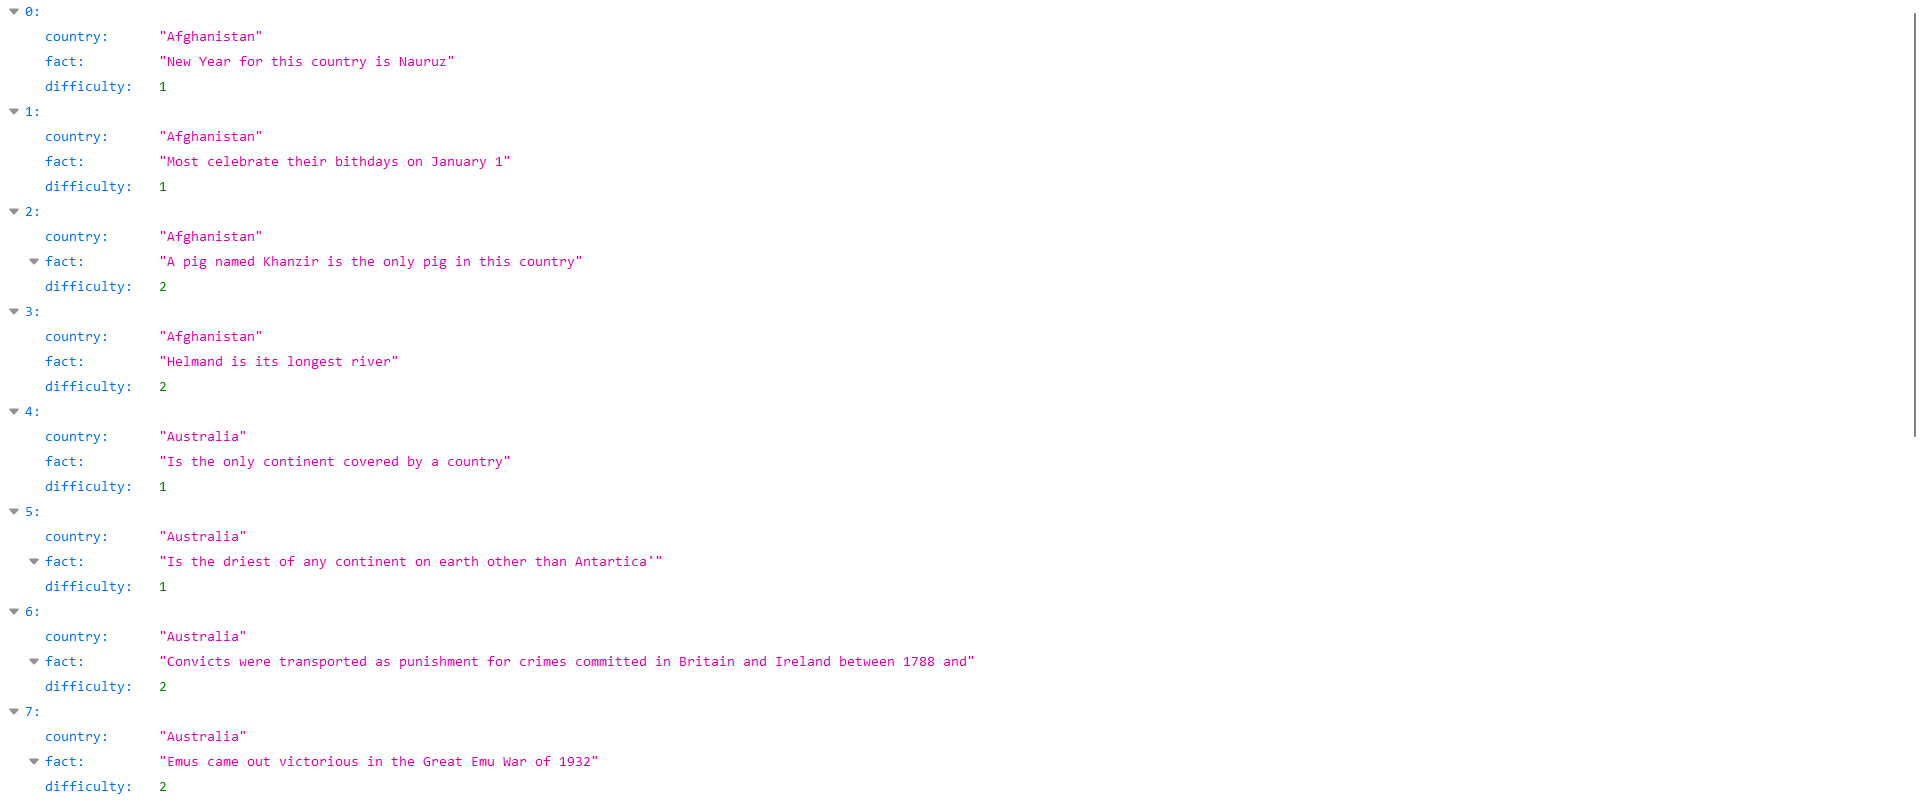 0:
country: "Afghanistan"
fact: "New Year for this country is Nauruz"
difficulty: 1
1:
country: "Afghanistan"
fact: "Most celebrate their bithdays on January 1"
difficulty: 1
2:
country: "Afghanistan"
fact: "A pig named Khanzir is the only pig in this country"
difficulty: 2
3:
country: "Afghanistan"
fact: "Helmand is its longest river"
difficulty: 2
4:
country: "Australia"
fact: "Is the only continent covered by a country"
difficulty: 1
5:
country: "Australia"
fact: "Is the driest of any continent on earth other than Antartica'"
difficulty: 1
6:
country: "Australia"
fact: "Convicts were transported as punishment for crimes committed in Britain and Ireland between 1788 and"
difficulty: 2
7:
country: "Australia"
fact: "Emus came out victorious in the Great Emu War of 1932"
difficulty: 2